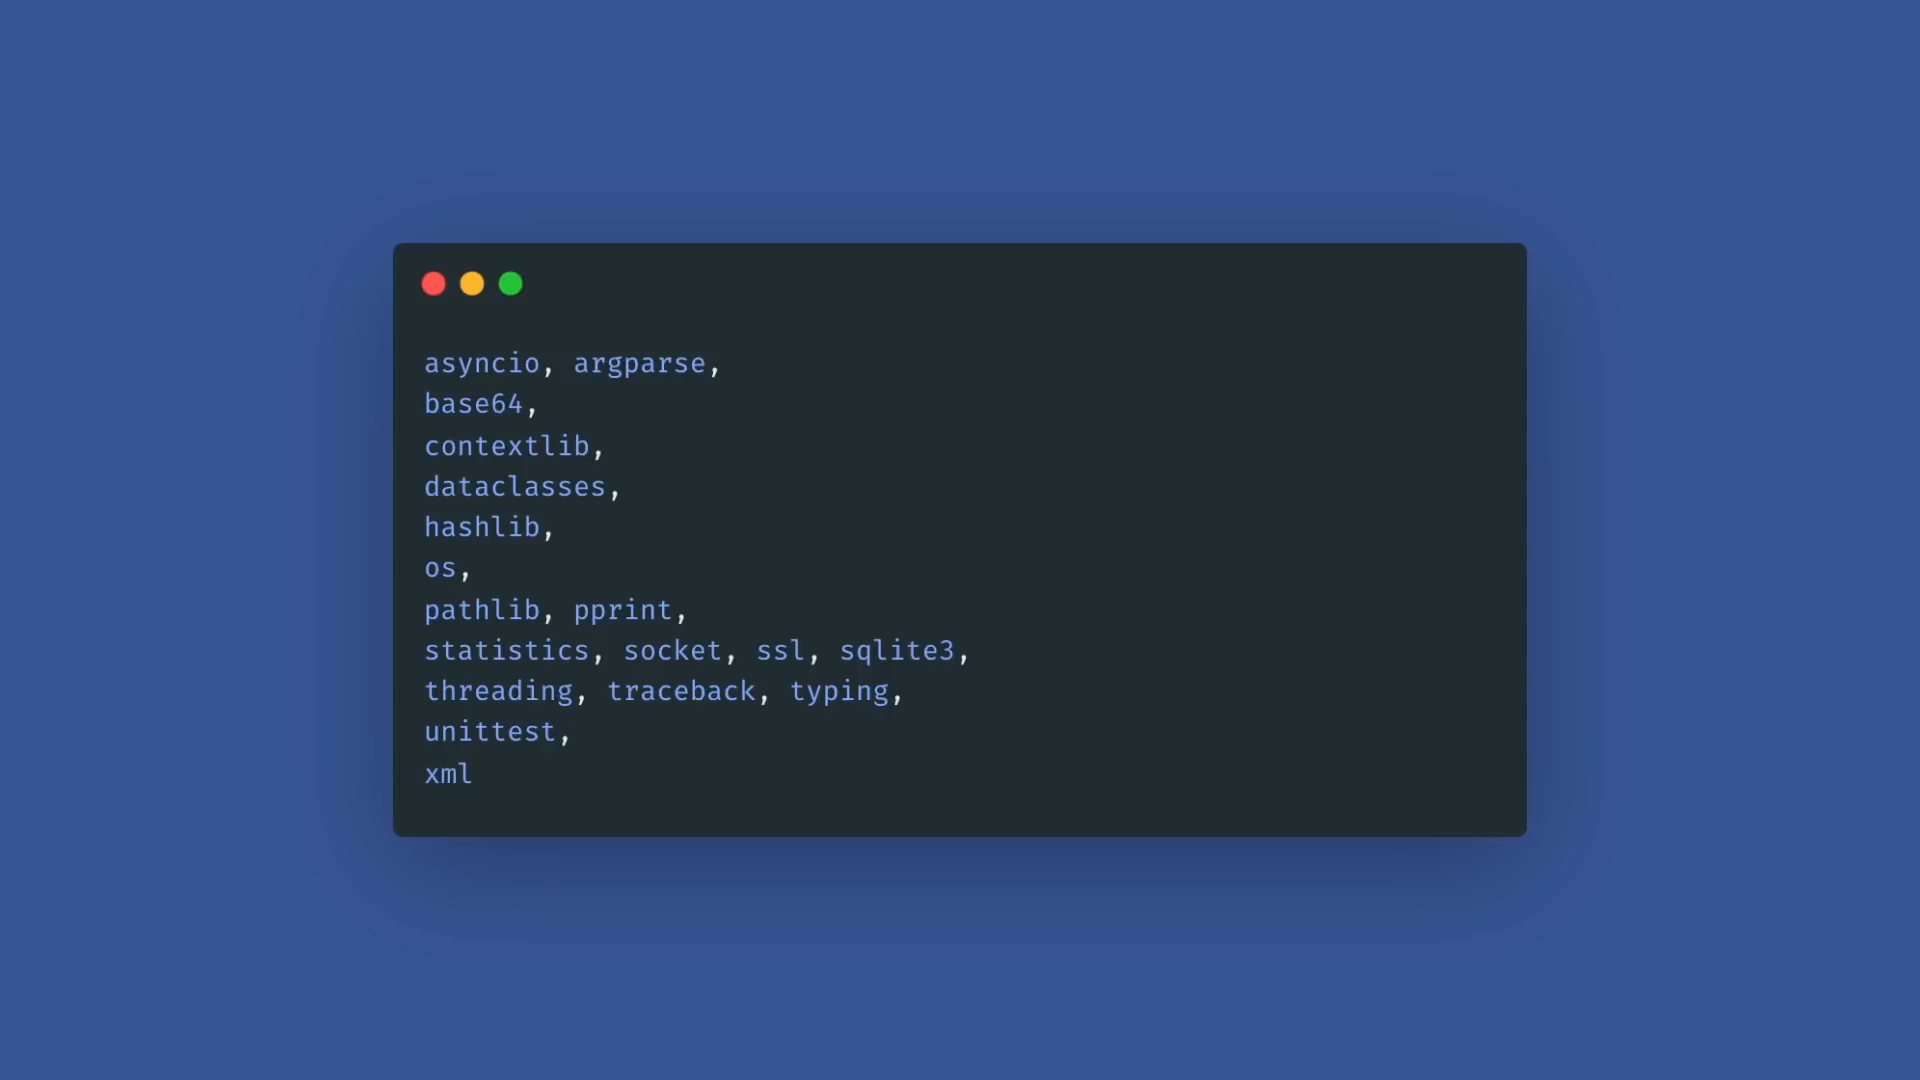 asyncio, argparse,
base64,
contextlib,
dataclasses,
hashlib,
os,
pathlib, pprint,
statistics, socket, ssl, sqlite3,
threading, traceback, typing,
unittest,
xml